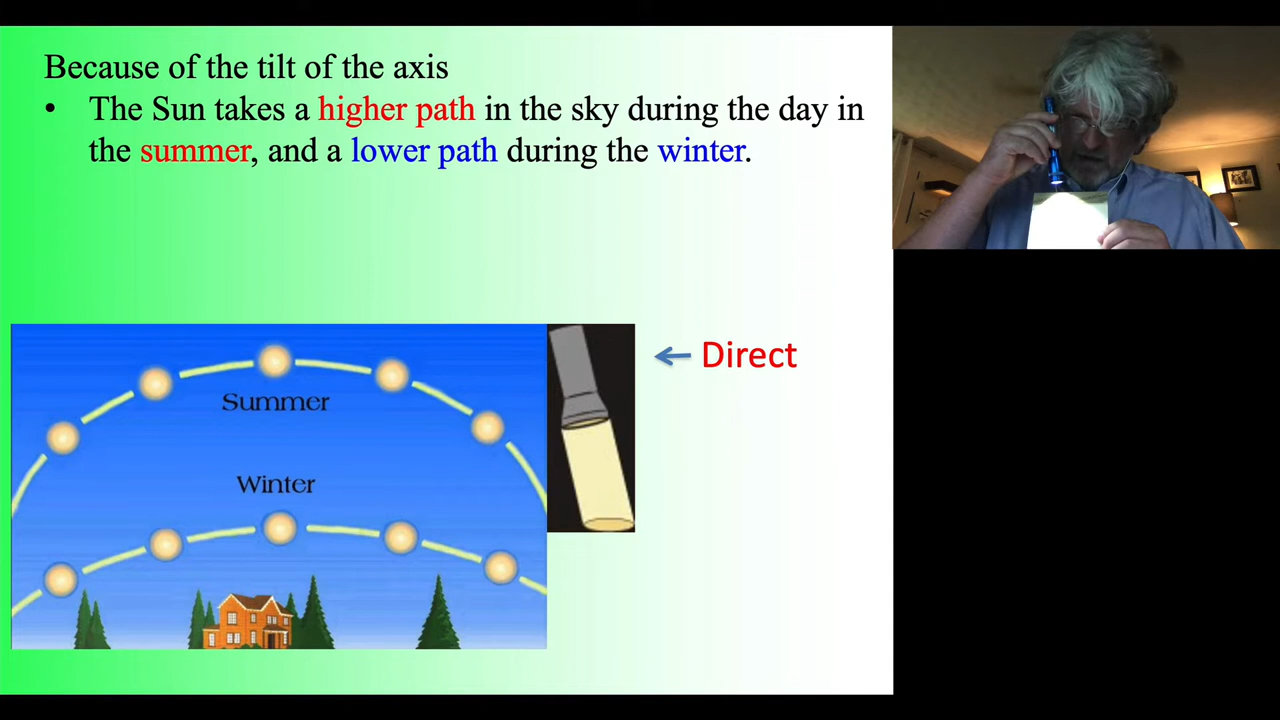 Because of the tilt of the axis
• The Sun takes a higher path in the sky during the day in
the summer, and a lower path during the winter.
Direct
Summer
Winter